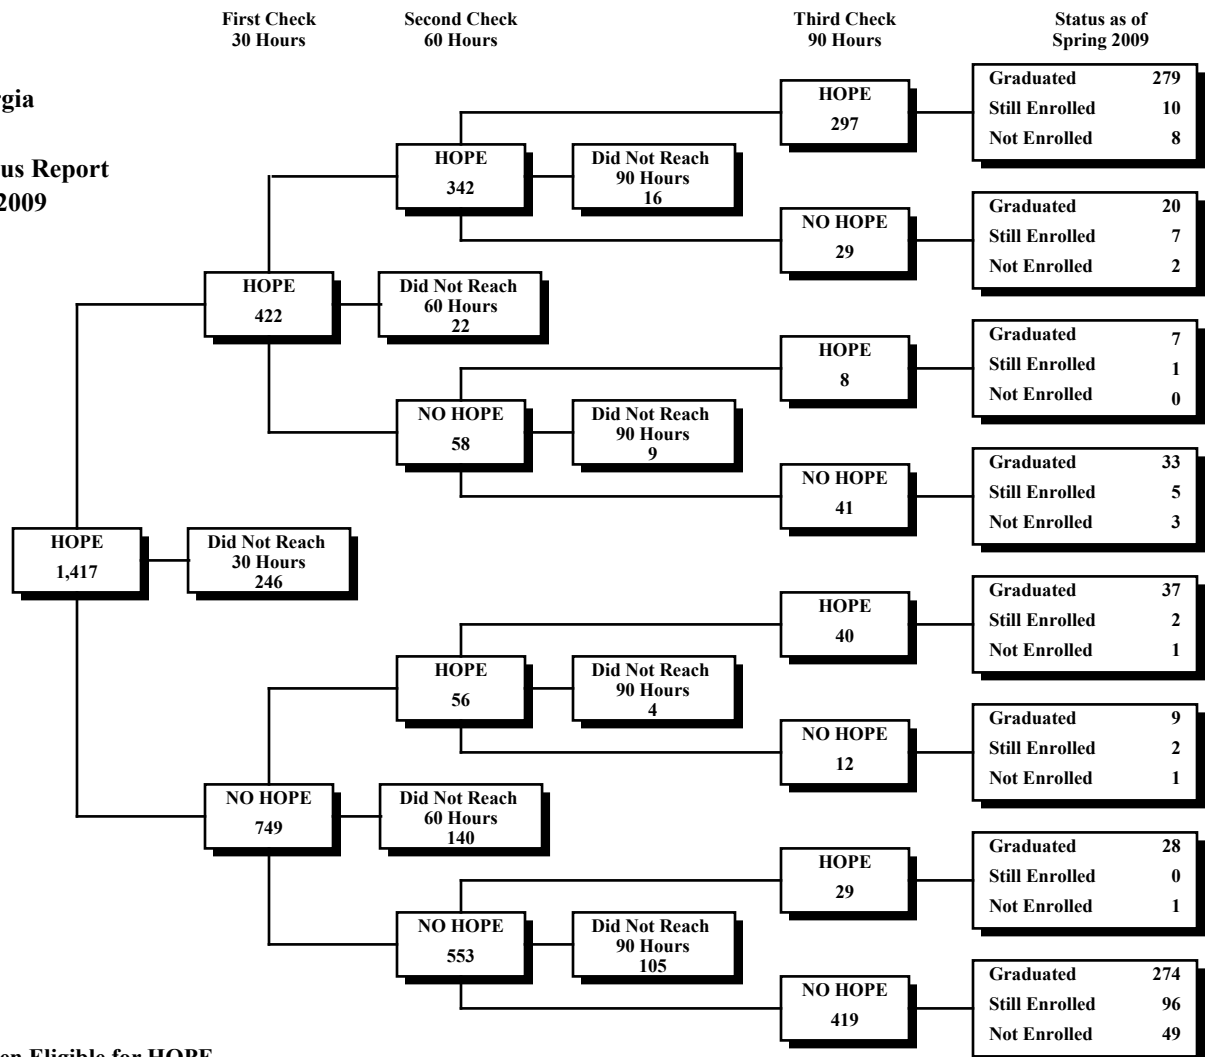 First Check
30 Hours
Second Check
60 Hours
Third Check
90 Hours
Status as of
Spring 2009
rgia
us Report
2009
HOPE
1,417
Did Not Reach
30 Hours
246
HOPE
422
Did Not Reach
60 Hours
22
NO HOPE
749
Did Not Reach
60 Hours
140
HOPE
342
Did Not Reach
90 Hours
16
NO HOPE
58
Did Not Reach
90 Hours
9
HOPE
56
Did Not Reach
90 Hours
4
NO HOPE
553
Did Not Reach
90 Hours
105
HOPE
297
Graduated 279
Still Enrolled 10
Not Enrolled 8
NO HOPE
29
Graduated 20
Still Enrolled 7
Not Enrolled 2
HOPE
8
Graduated 7
Still Enrolled 1
Not Enrolled 0
NO HOPE
41
Graduated 33
Still Enrolled 5
Not Enrolled 3
HOPE
40
Graduated 37
Still Enrolled 2
Not Enrolled 1
NO HOPE
12
Graduated 9
Still Enrolled 2
Not Enrolled 1
HOPE
29
Graduated 28
Still Enrolled 0
Not Enrolled 1
NO HOPE
419
Graduated 274
Still Enrolled 96
Not Enrolled 49
en Eligible for HOPE